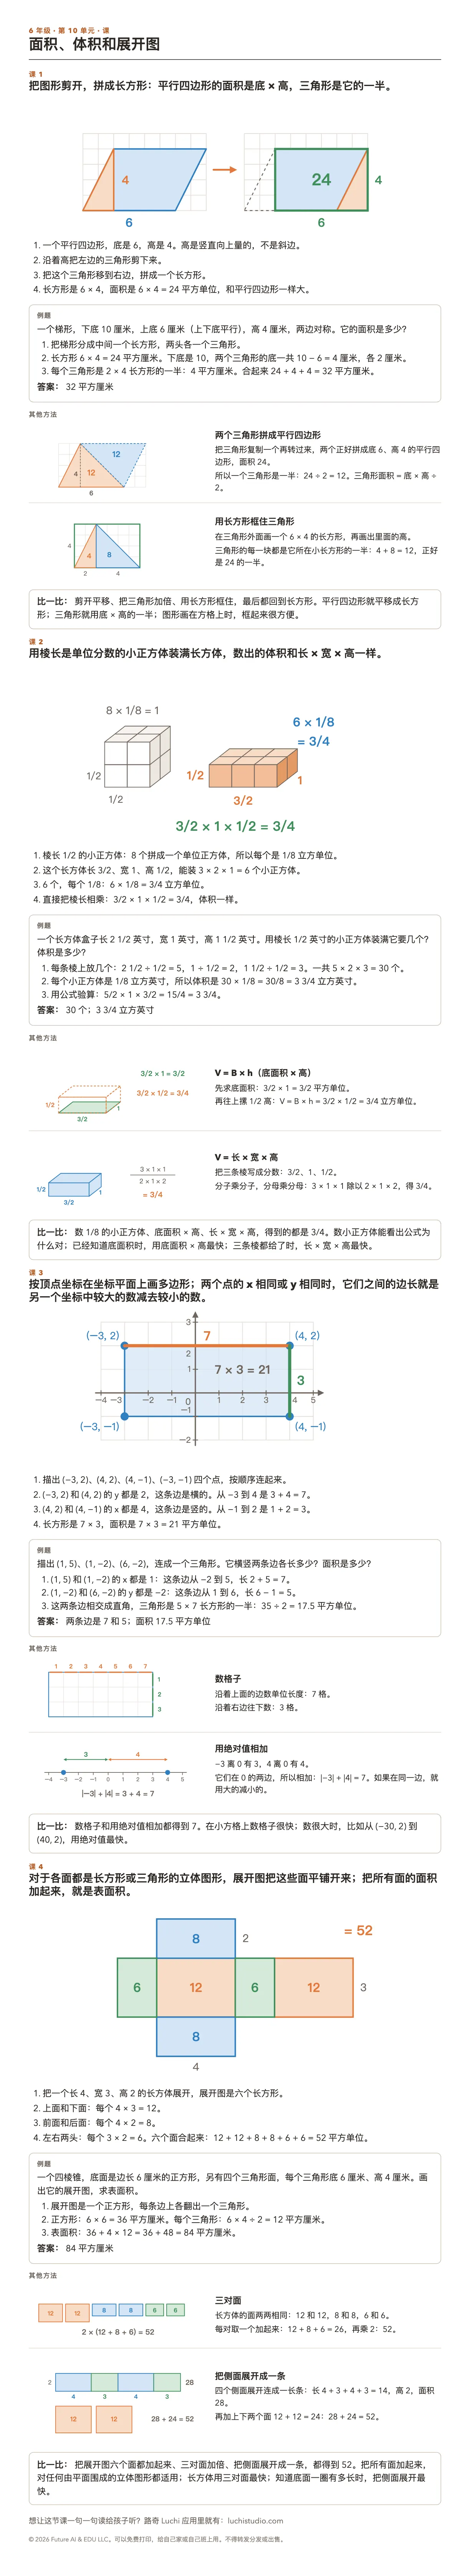 6 年级 · 第 10 单元 · 课
面积、体积和展开图
课 1
把图形剪开，拼成长方形：平行四边形的面积是底 × 高，三角形是它的一半。
4
6
24
4
6
1. 一个平行四边形，底是 6，高是 4。高是竖直向上量的，不是斜边。
2. 沿着高把左边的三角形剪下来。
3. 把这个三角形移到右边，拼成一个长方形。
4. 长方形是 6 × 4，面积是 6 × 4 = 24 平方单位，和平行四边形一样大。
例题
一个梯形，下底 10 厘米，上底 6 厘米（上下底平行），高 4 厘米，两边对称。它的面积是多少？
1. 把梯形分成中间一个长方形，两头各一个三角形。
2. 长方形 6 × 4 = 24 平方厘米。下底是 10，两个三角形的底一共 10 − 6 = 4 厘米，各 2 厘米。
3. 每个三角形是 2 × 4 长方形的一半：4 平方厘米。合起来 24 + 4 + 4 = 32 平方厘米。
答案： 32 平方厘米
其他方法
12
4
12
6
两个三角形拼成平行四边形
把三角形复制一个再转过来，两个正好拼成底 6、高 4 的平行四
边形，面积 24。
所以一个三角形是一半：24 ÷ 2 = 12。三角形面积 = 底 × 高 ÷
2。
4
4
8
2
4
用长方形框住三角形
在三角形外面画一个 6 × 4 的长方形，再画出里面的高。
三角形的每一块都是它所在小长方形的一半：4 + 8 = 12，正好
是 24 的一半。
比一比： 剪开平移、把三角形加倍、用长方形框住，最后都回到长方形。平行四边形就平移成长方
形；三角形就用底 × 高的一半；图形画在方格上时，框起来很方便。
课 2
用棱长是单位分数的小正方体装满长方体，数出的体积和长 × 宽 × 高一样。
8 × 1/8 = 1
1/2
1/2
6 × 1/8
= 3/4
1/2
1
3/2
3/2 × 1 × 1/2 = 3/4
1. 棱长 1/2 的小正方体：8 个拼成一个单位正方体，所以每个是 1/8 立方单位。
2. 这个长方体长 3/2、宽 1、高 1/2，能装 3 × 2 × 1 = 6 个小正方体。
3. 6 个，每个 1/8：6 × 1/8 = 3/4 立方单位。
4. 直接把棱长相乘：3/2 × 1 × 1/2 = 3/4，体积一样。
例题
一个长方体盒子长 2 1/2 英寸，宽 1 英寸，高 1 1/2 英寸。用棱长 1/2 英寸的小正方体装满它要几个？
体积是多少？
1. 每条棱上放几个：2 1/2 ÷ 1/2 = 5，1 ÷ 1/2 = 2，1 1/2 ÷ 1/2 = 3。一共 5 × 2 × 3 = 30 个。
2. 每个小正方体是 1/8 立方英寸，所以体积是 30 × 1/8 = 30/8 = 3 3/4 立方英寸。
3. 用公式验算：5/2 × 1 × 3/2 = 15/4 = 3 3/4。
答案： 30 个；3 3/4 立方英寸
其他方法
3/2 × 1 = 3/2
3/2 × 1/2 = 3/4
1/2
1
3/2
V = B × h（底面积 × 高）
先求底面积：3/2 × 1 = 3/2 平方单位。
再往上摞 1/2 高：V = B × h = 3/2 × 1/2 = 3/4 立方单位。
1/2
1
3/2
3 × 1 × 1
2 × 1 × 2
= 3/4
V = 长 × 宽 × 高
把三条棱写成分数：3/2、1、1/2。
分子乘分子，分母乘分母：3 × 1 × 1 除以 2 × 1 × 2，得 3/4。
比一比： 数 1/8 的小正方体、底面积 × 高、长 × 宽 × 高，得到的都是 3/4。数小正方体能看出公式为
什么对；已经知道底面积时，用底面积 × 高最快；三条棱都给了时，长 × 宽 × 高最快。
课 3
按顶点坐标在坐标平面上画多边形；两个点的 x 相同或 y 相同时，它们之间的边长就是
另一个坐标中较大的数减去较小的数。
3
(−3, 2)
7
(4, 2)
2
1
7 × 3 = 21
3
−4 −3 −2 −1 0 1 2 3 4 5
−1
(−3, −1)
(4, −1)
−2
1. 描出 (−3, 2)、(4, 2)、(4, −1)、(−3, −1) 四个点，按顺序连起来。
2. (−3, 2) 和 (4, 2) 的 y 都是 2，这条边是横的。从 −3 到 4 是 3 + 4 = 7。
3. (4, 2) 和 (4, −1) 的 x 都是 4，这条边是竖的。从 −1 到 2 是 1 + 2 = 3。
4. 长方形是 7 × 3，面积是 7 × 3 = 21 平方单位。
例题
描出 (1, 5)、(1, −2)、(6, −2)，连成一个三角形。它横竖两条边各长多少？面积是多少？
1. (1, 5) 和 (1, −2) 的 x 都是 1：这条边从 −2 到 5，长 2 + 5 = 7。
2. (1, −2) 和 (6, −2) 的 y 都是 −2：这条边从 1 到 6，长 6 − 1 = 5。
3. 这两条边相交成直角，三角形是 5 × 7 长方形的一半：35 ÷ 2 = 17.5 平方单位。
答案： 两条边是 7 和 5；面积 17.5 平方单位
其他方法
1 2 3 4 5 6 7
1
2
3
数格子
沿着上面的边数单位长度：7 格。
沿着右边往下数：3 格。
3
4
−4 −3 −2 −1 0 1 2 3 4 5
|−3| + |4| = 3 + 4 = 7
用绝对值相加
−3 离 0 有 3，4 离 0 有 4。
它们在 0 的两边，所以相加：|−3| + |4| = 7。如果在同一边，就
用大的减小的。
比一比： 数格子和用绝对值相加都得到 7。在小方格上数格子很快；数很大时，比如从 (−30, 2) 到
(40, 2)，用绝对值最快。
课 4
对于各面都是长方形或三角形的立体图形，展开图把这些面平铺开来；把所有面的面积
加起来，就是表面积。
8
2
= 52
6
12
6
12
3
8
4
1. 把一个长 4、宽 3、高 2 的长方体展开，展开图是六个长方形。
2. 上面和下面：每个 4 × 3 = 12。
3. 前面和后面：每个 4 × 2 = 8。
4. 左右两头：每个 3 × 2 = 6。六个面合起来：12 + 12 + 8 + 8 + 6 + 6 = 52 平方单位。
例题
一个四棱锥，底面是边长 6 厘米的正方形，另有四个三角形面，每个三角形底 6 厘米、高 4 厘米。画
出它的展开图，求表面积。
1. 展开图是一个正方形，每条边上各翻出一个三角形。
2. 正方形：6 × 6 = 36 平方厘米。每个三角形：6 × 4 ÷ 2 = 12 平方厘米。
3. 表面积：36 + 4 × 12 = 36 + 48 = 84 平方厘米。
答案： 84 平方厘米
其他方法
12 12 8 8 6 6
2 × (12 + 8 + 6) = 52
三对面
长方体的面两两相同：12 和 12，8 和 8，6 和 6。
每对取一个加起来：12 + 8 + 6 = 26，再乘 2：52。
2
28
4 3 4 3
12
12
28 + 24 = 52
把侧面展开成一条
四个侧面展开连成一长条：长 4 + 3 + 4 + 3 = 14，高 2，面积
28。
再加上下两个面 12 + 12 = 24：28 + 24 = 52。
比一比： 把展开图六个面都加起来、三对面加倍、把侧面展开成一条，都得到 52。把所有面加起来，
对任何由平面围成的立体图形都适用；长方体用三对面最快；知道底面一圈有多长时，把侧面展开最
快。
想让这节课一句一句读给孩子听？路奇 Luchi 应用里就有：luchistudio.com
© 2026 Future AI & EDU LLC。可以免费打印，给自己家或自己班上用。不得转发分发或出售。